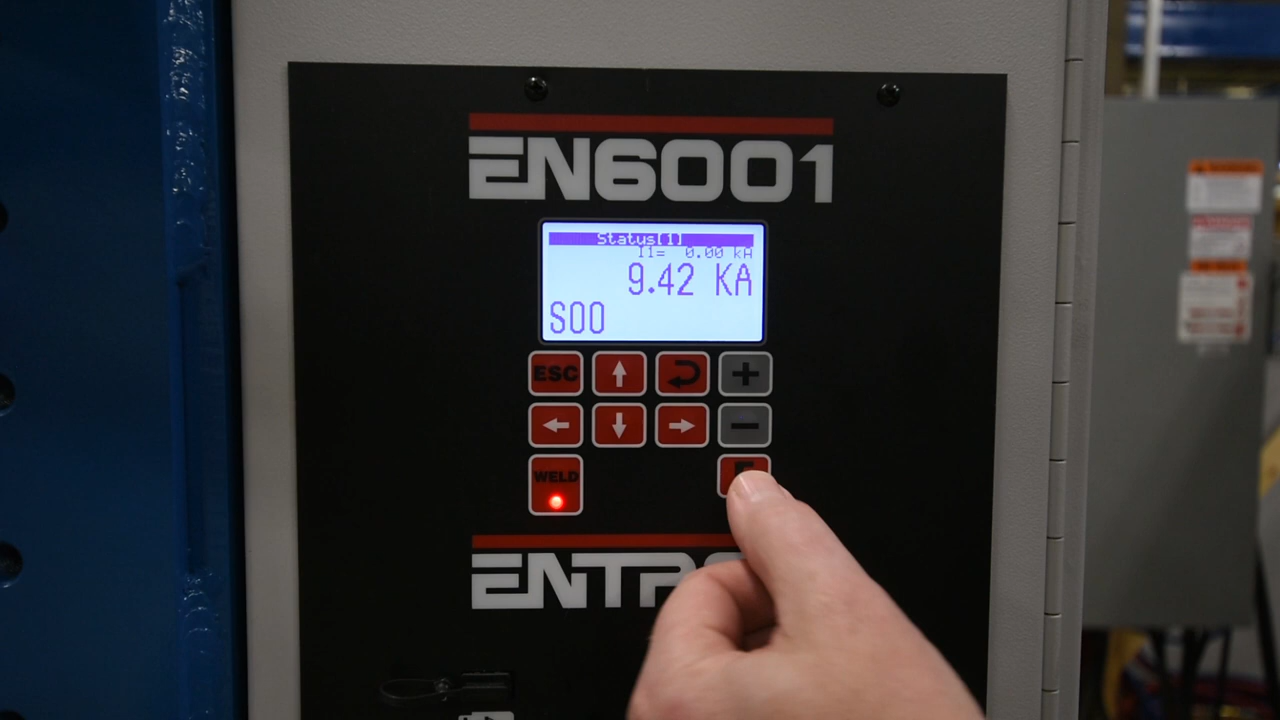 EN6001
Status[1]
I1= 0.00 kA
9.42 KA
S00
ESC
+
-
WELD